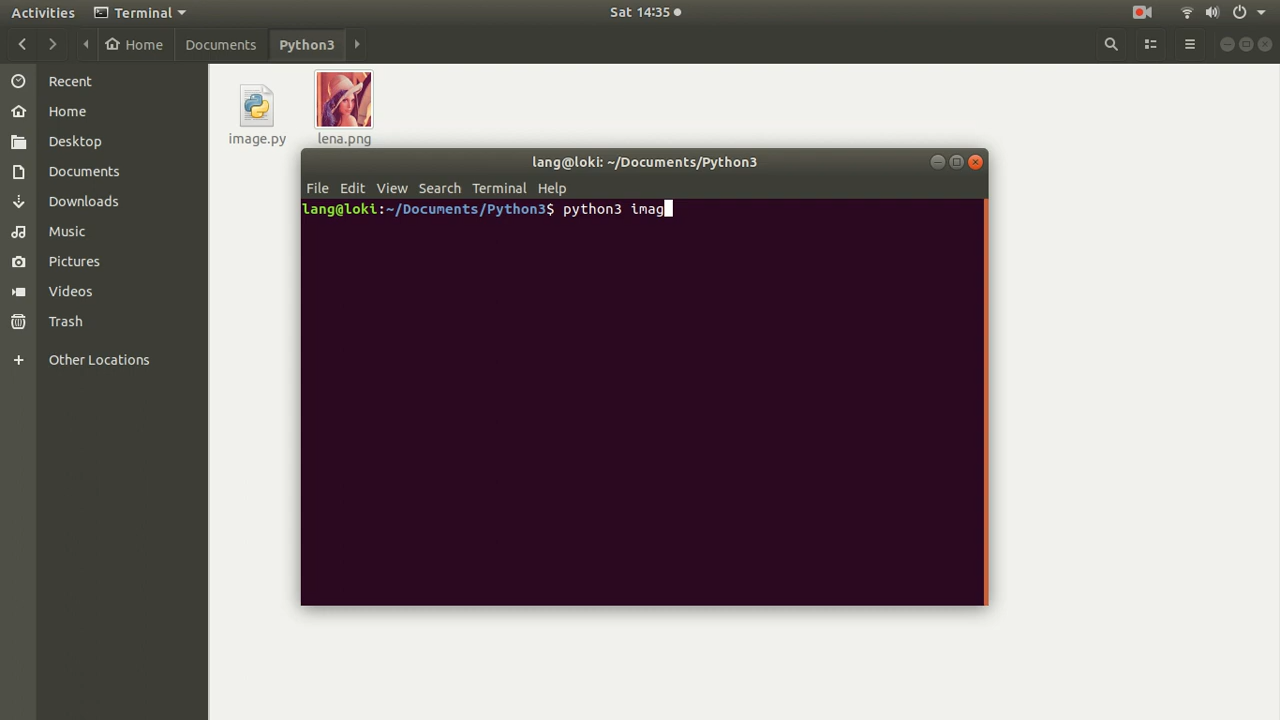 Activities Terminal Sat 14:35
Home Documents Python3
Recent
Home
Desktop
Documents
Downloads
Music
Pictures
Videos
Trash
+ Other Locations
image.py lena.png
lang@loki: ~/Documents/Python3
File Edit View Search Terminal Help
lang@loki:~/Documents/Python3$ python3 imag